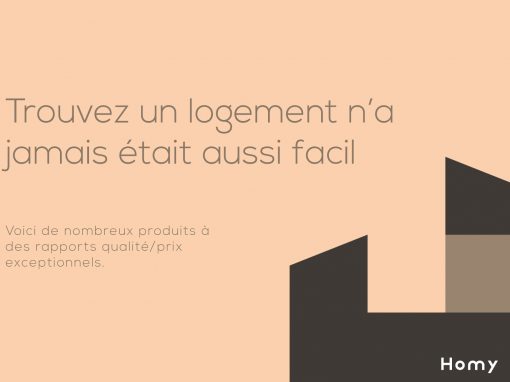 Trouvez un logement n'a
jamais était aussi facil
Voici de nombreux produits à
des rapports qualité/prix
exceptionnels.
Homy